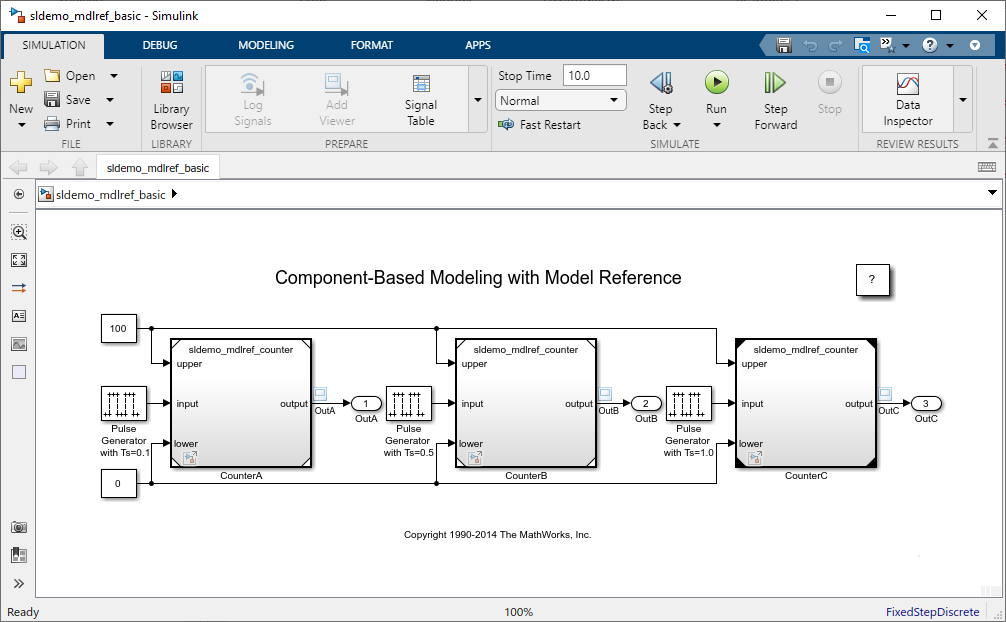 sldemo_mdlref_basic - Simulink
SIMULATION DEBUG MODELING FORMAT APPS
?
New
Open
Save
Print
FILE
Library
Browser
LIBRARY
Log
Signals
Add
Viewer
Signal
Table
PREPARE
Stop Time 10.0
Normal
Fast Restart
Step
Back
Run
Step
Forward
Stop
SIMULATE
Data
Inspector
REVIEW RESULTS
sldemo_mdlref_basic
sldemo_mdlref_basic
Component-Based Modeling with Model Reference
?
100
sldemo_mdlref_counter
upper
input
output
lower
CounterA
Pulse
Generator
with Ts=0.1
0
OutA
1
OutA
sldemo_mdlref_counter
upper
input
output
lower
CounterB
Pulse
Generator
with Ts=0.5
OutB
2
OutB
sldemo_mdlref_counter
upper
input
output
lower
CounterC
Pulse
Generator
with Ts=1.0
OutC
3
OutC
Copyright 1990-2014 The MathWorks, Inc.
Ready 100% FixedStepDiscrete